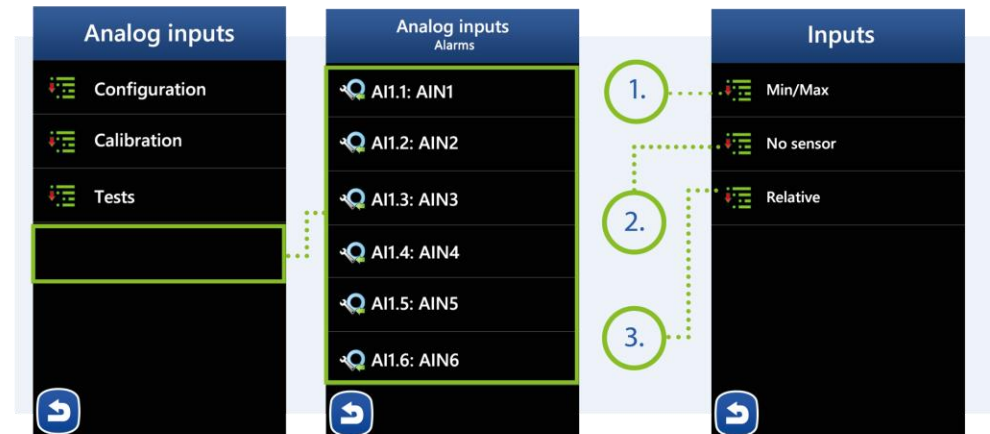 Analog inputs
Configuration
Calibration
Tests
Analog inputs
Alarms
AI1.1: AIN1
AI1.2: AIN2
AI1.3: AIN3
AI1.4: AIN4
AI1.5: AIN5
AI1.6: AIN6
1.
2.
3.
Inputs
Min/Max
No sensor
Relative